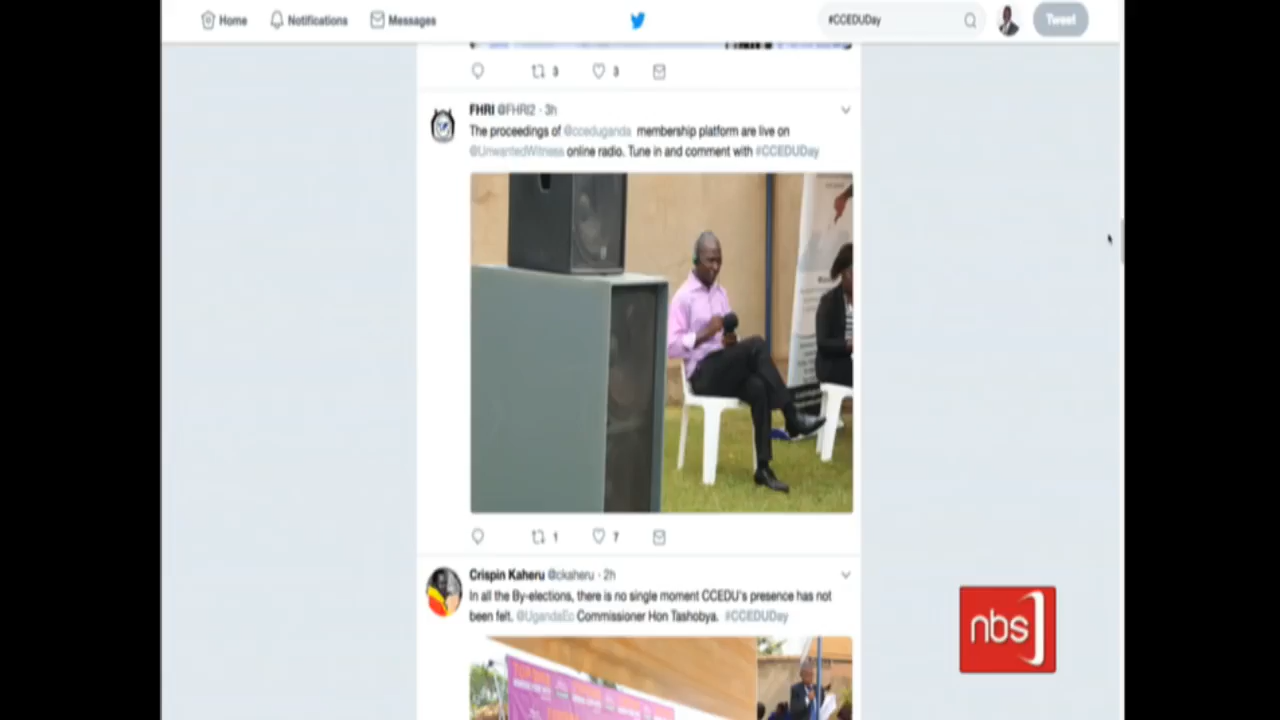 Home Notifications Messages #CCEDUDay Tweet
3 3
FHRI @FHRI2 · 3h
The proceedings of @cceduganda membership platform are live on
@UnwantedWitness online radio. Tune in and comment with #CCEDUDay
1 7
Crispin Kaheru @ckaheru · 2h
In all the By-elections, there is no single moment CCEDU's presence has not
been felt, @UgandaEc Commissioner Hon Tashobya. #CCEDUDay
nbs